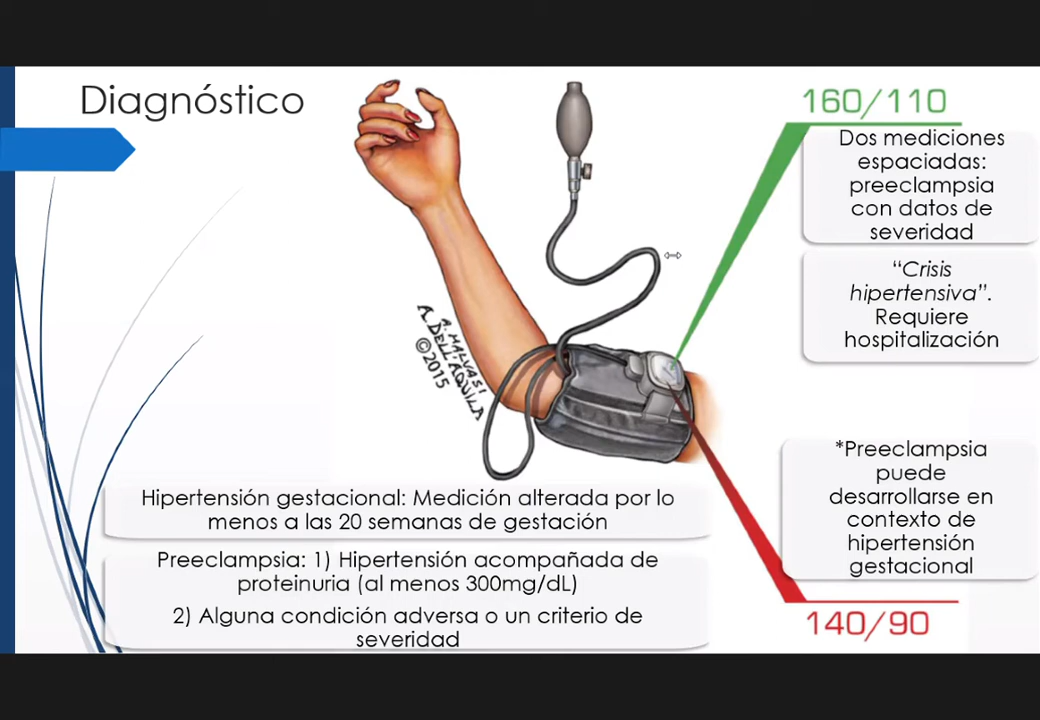 Diagnóstico
160/110
Dos mediciones
espaciadas:
preeclampsia
con datos de
severidad
“Crisis
hipertensiva”.
Requiere
hospitalización
A. MALVASI
A. DELL'AQUILA
©2015
*Preeclampsia
puede
desarrollarse en
contexto de
hipertensión
gestacional
140/90
Hipertensión gestacional: Medición alterada por lo
menos a las 20 semanas de gestación
Preeclampsia: 1) Hipertensión acompañada de
proteinuria (al menos 300mg/dL)
2) Alguna condición adversa o un criterio de
severidad